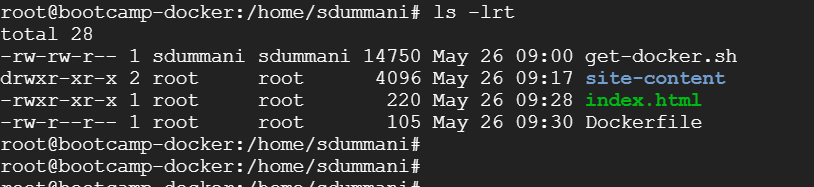 root@bootcamp-docker:/home/sdummani# ls -lrt
total 28
-rw-rw-r-- 1 sdummani sdummani 14750 May 26 09:00 get-docker.sh
drwxr-xr-x 2 root     root      4096 May 26 09:17 site-content
-rwxr-xr-x 1 root     root       220 May 26 09:28 index.html
-rw-r--r-- 1 root     root       105 May 26 09:30 Dockerfile
root@bootcamp-docker:/home/sdummani#
root@bootcamp-docker:/home/sdummani#
root@bootcamp-docker:/home/sdummani#